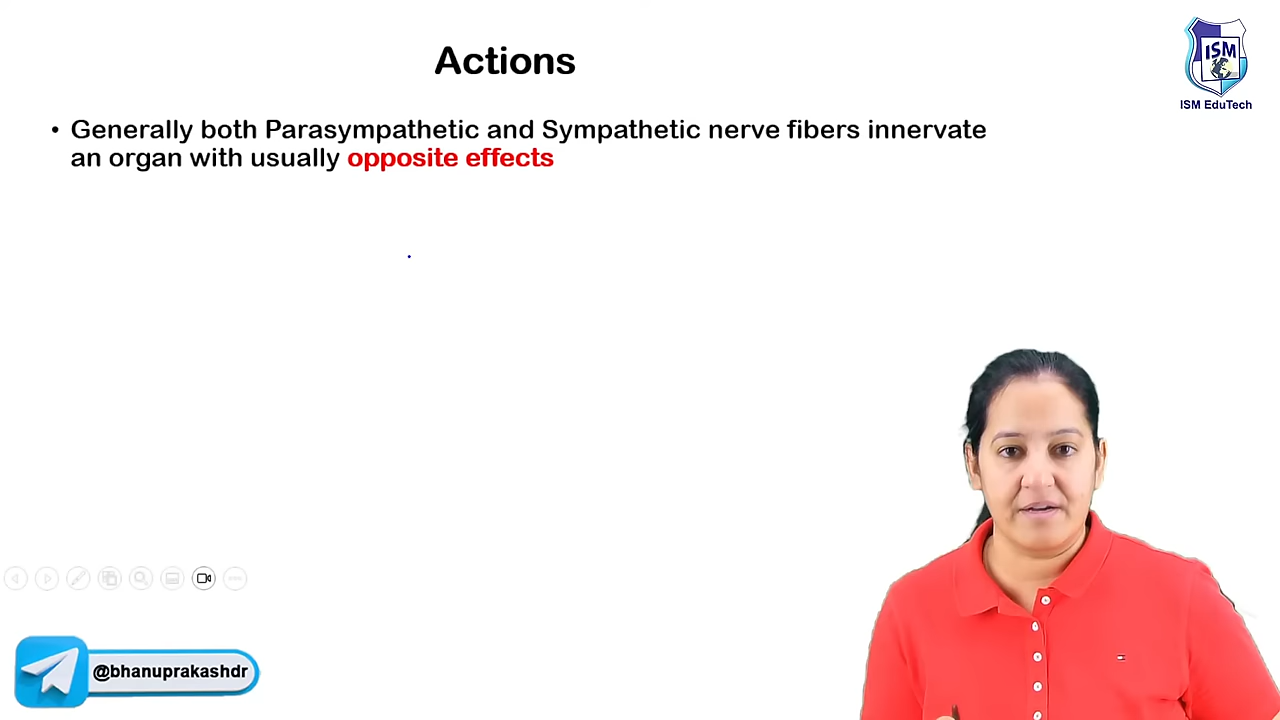 Actions
ISM
ISM EduTech
• Generally both Parasympathetic and Sympathetic nerve fibers innervate
an organ with usually opposite effects
@bhanuprakashdr